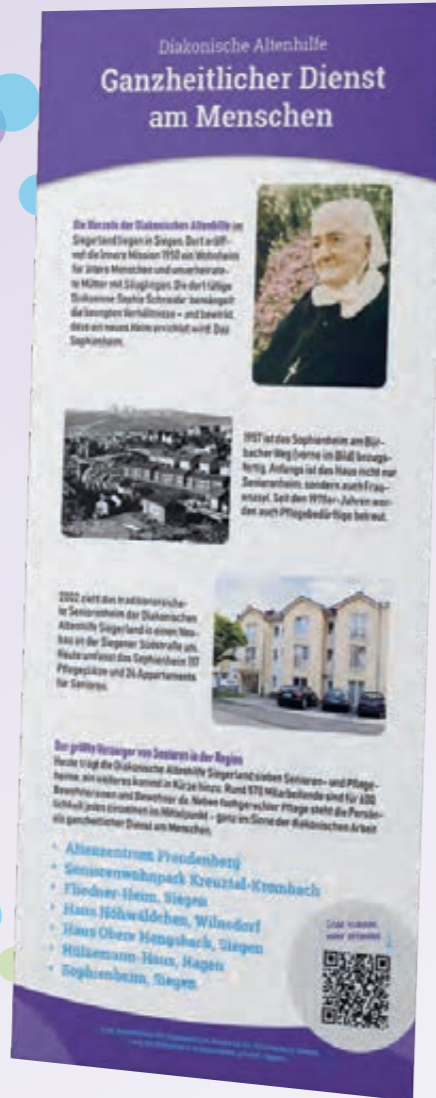 Diakonische Altenhilfe
Ganzheitlicher Dienst
am Menschen
Die Wurzeln der Diakonischen Altenhilfe im
Siegerland liegen in Siegen. Dort eröff-
net die Innere Mission 1950 ein Wohnheim
für ältere Menschen und unverheirate-
te Mütter mit Säuglingen. Die dort tätige
Diakonisse Sophie Schneider bemängelt
die beengten Verhältnisse – und bewirkt,
dass ein neues Heim errichtet wird: Das
Sophienheim.
1957 ist das Sophienheim am Bür-
bacher Weg (vorne im Bild) bezugs-
fertig. Anfangs ist das Haus nicht nur
Seniorenheim, sondern auch Frau-
enasyl. Seit den 1970er-Jahren wer-
den auch Pflegebedürftige betreut.
2002 zieht das traditionsreichs-
te Seniorenheim der Diakonischen
Altenhilfe Siegerland in einen Neu-
bau an der Siegener Südstraße um.
Heute umfasst das Sophienheim 117
Pflegeplätze und 24 Appartements
für Senioren.
Der größte Versorger von Senioren in der Region
Heute trägt die Diakonische Altenhilfe Siegerland sieben Senioren- und Pflege-
heime, ein weiteres kommt in Kürze hinzu. Rund 970 Mitarbeitende sind für 600
Bewohnerinnen und Bewohner da. Neben fachgerechter Pflege steht die Persön-
lichkeit jedes einzelnen im Mittelpunkt – ganz im Sinne der diakonischen Arbeit
als ganzheitlicher Dienst am Menschen.
Altenzentrum Freudenberg
Seniorenwohnpark Kreuztal-Krombach
Fliedner-Heim, Siegen
Haus Höhwäldchen, Wilnsdorf
Haus Obere Hengsbach, Siegen
Hülsemann-Haus, Hagen
Sophienheim, Siegen